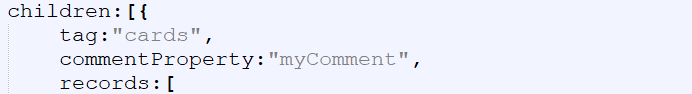 children:[{
tag:"cards",
commentProperty:"myComment",
records:[